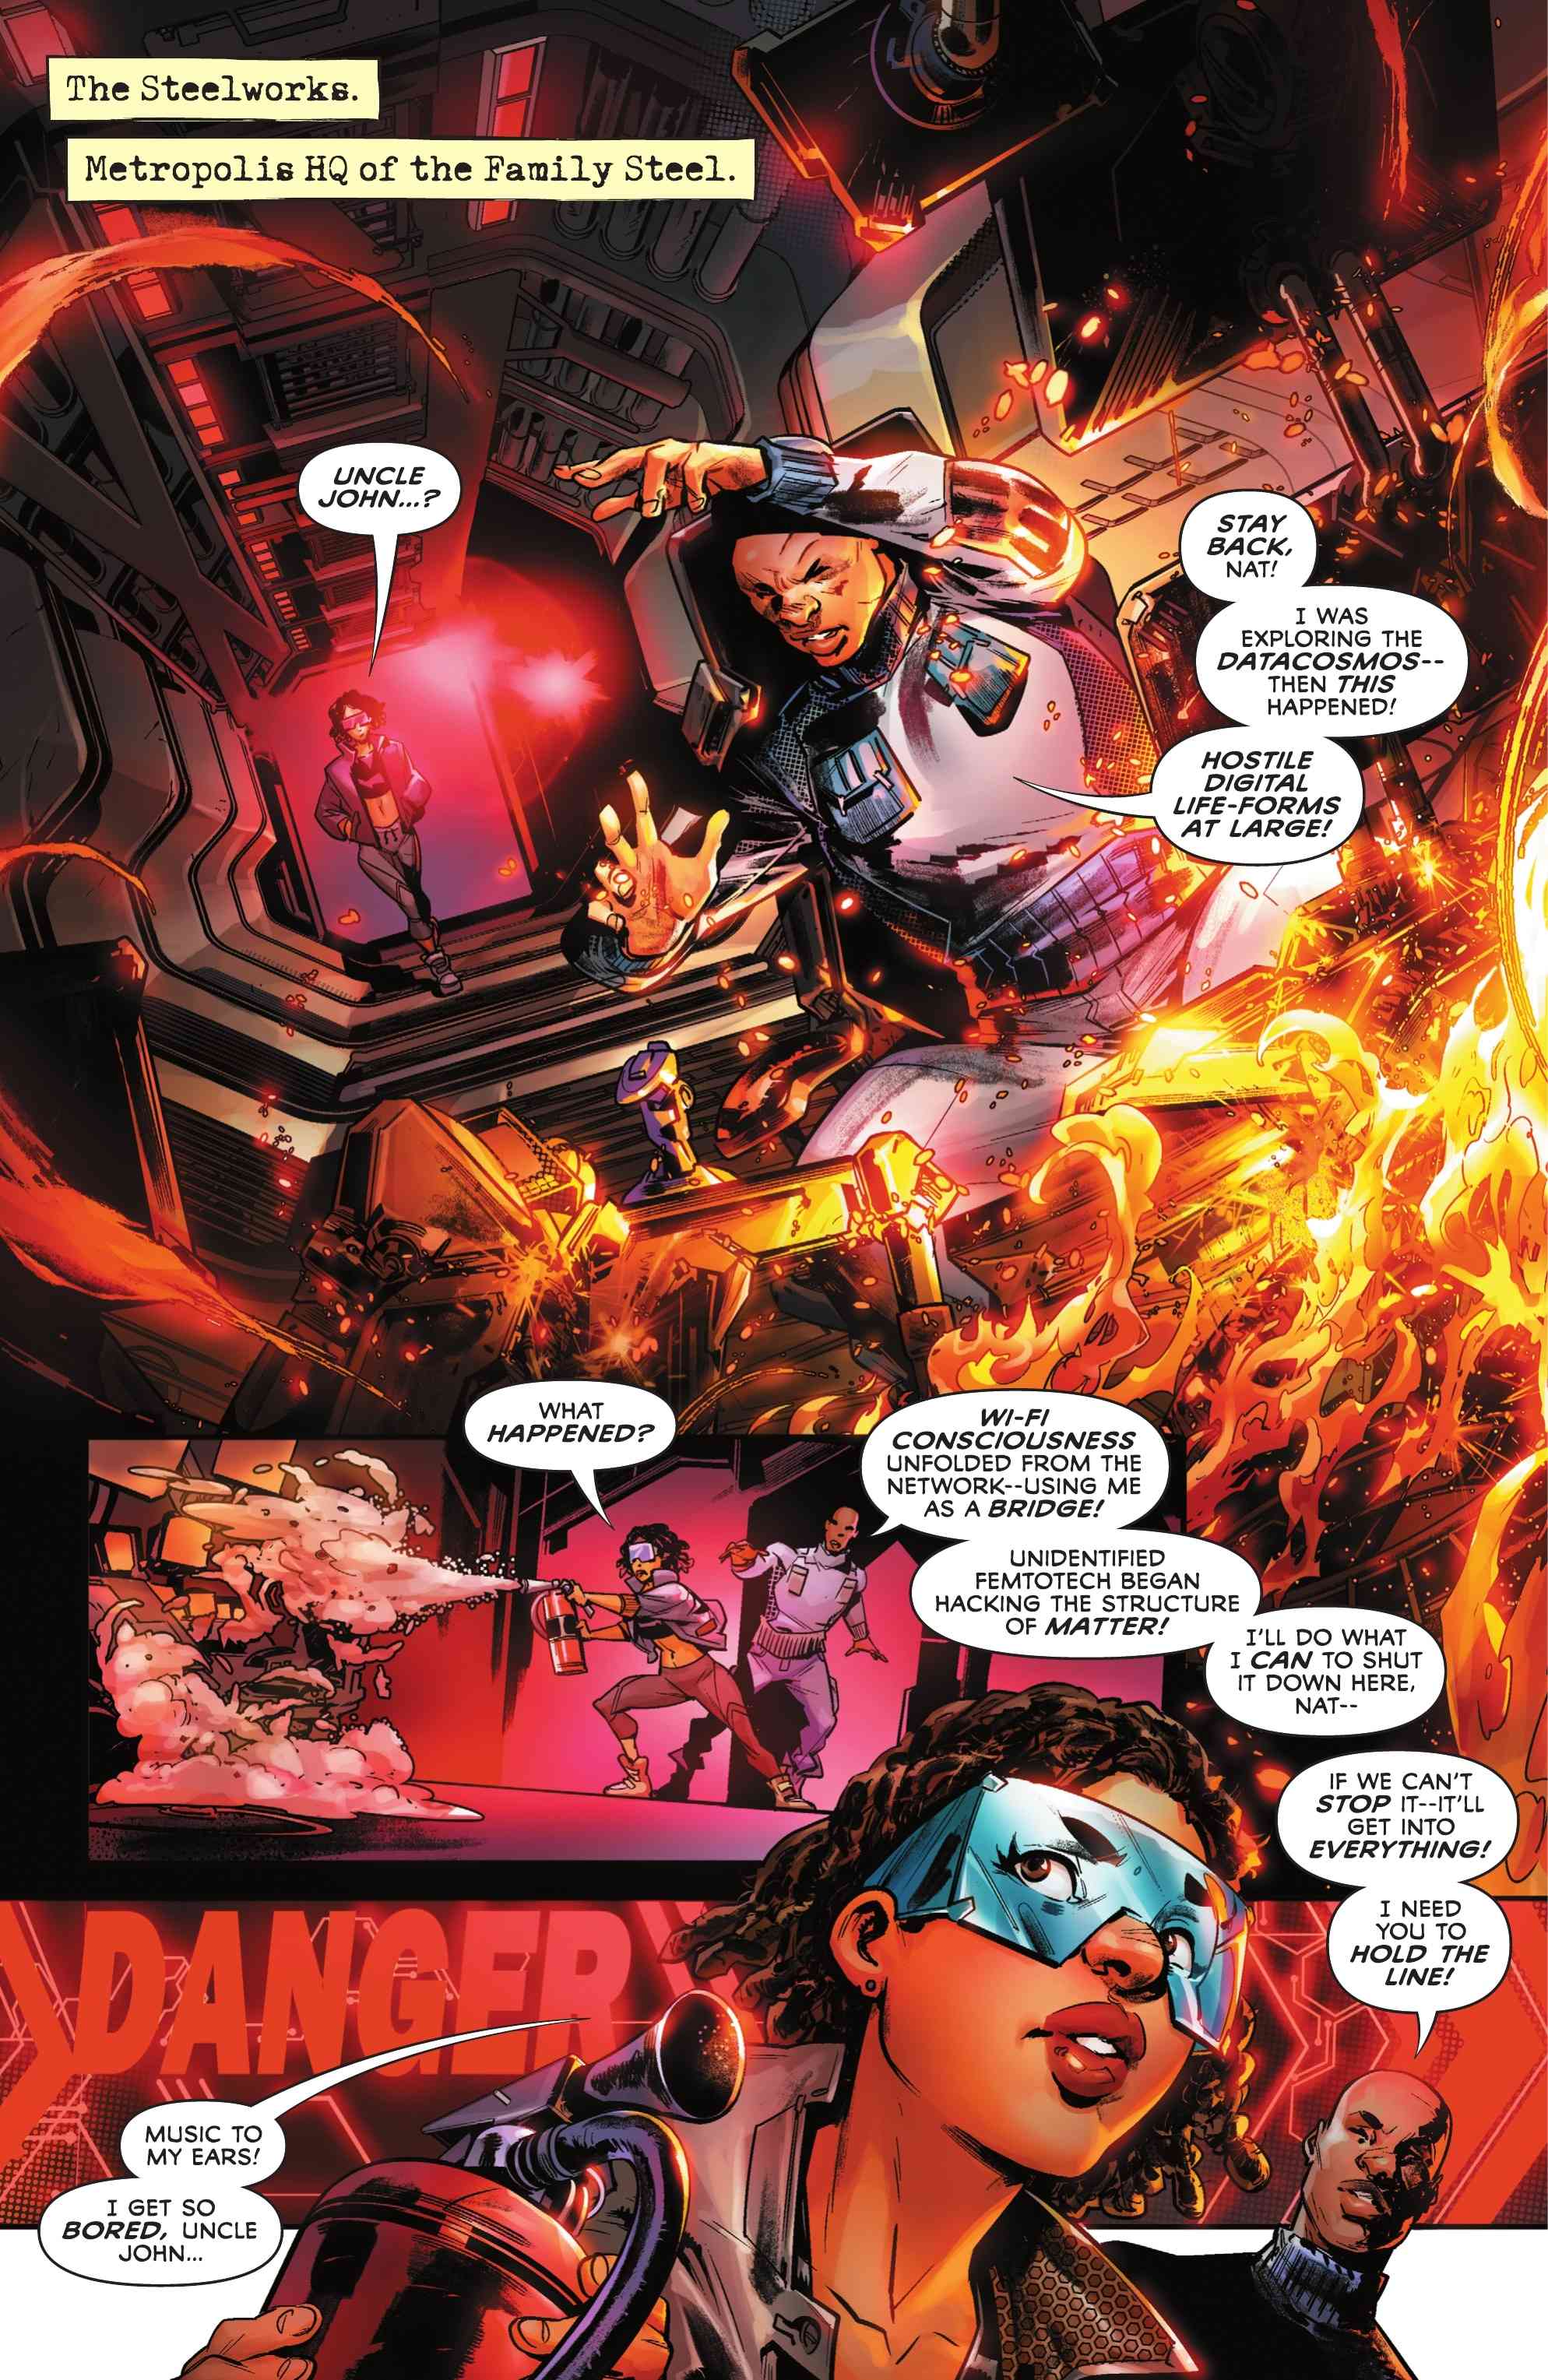 The Steelworks.
Metropolis HQ of the Family Steel.
UNCLE
JOHN...?
STAY
BACK,
NAT!
I WAS
EXPLORING THE
DATACOSMOS--
THEN THIS
HAPPENED!
HOSTILE
DIGITAL
LIFE-FORMS
AT LARGE!
WHAT
HAPPENED?
WI-FI
CONSCIOUSNESS
UNFOLDED FROM THE
NETWORK--USING ME
AS A BRIDGE!
UNIDENTIFIED
FEMTOTECH BEGAN
HACKING THE STRUCTURE
OF MATTER!
I'LL DO WHAT
I CAN TO SHUT
IT DOWN HERE,
NAT--
IF WE CAN'T
STOP IT--IT'LL
GET INTO
EVERYTHING!
I NEED
YOU TO
HOLD THE
LINE!
DANGER
MUSIC TO
MY EARS!
I GET SO
BORED, UNCLE
JOHN...